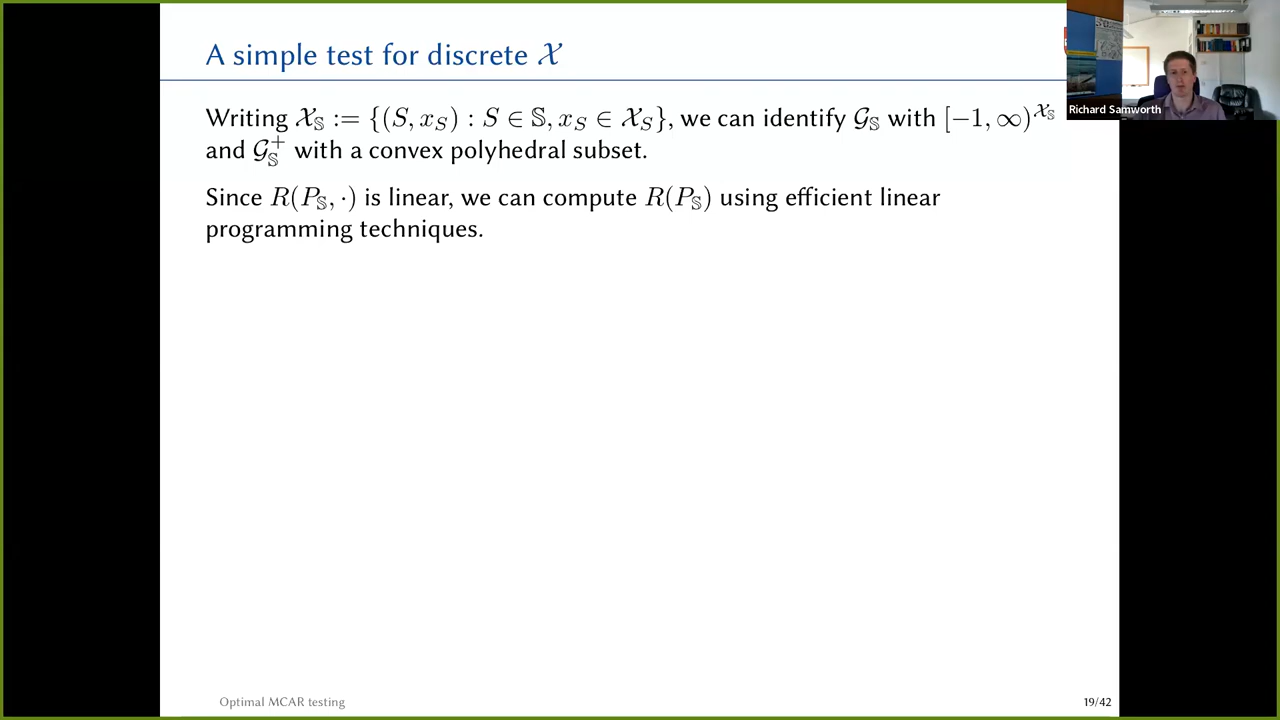 A simple test for discrete 𝒳
Writing 𝒳_𝕊 := {(S, x_S) : S ∈ 𝕊, x_S ∈ 𝒳_S}, we can identify 𝒢_𝕊 with [−1, ∞)^{𝒳_𝕊}
and 𝒢_𝕊^+ with a convex polyhedral subset.
Since R(P_𝕊, ·) is linear, we can compute R(P_𝕊) using efficient linear
programming techniques.
Richard Samworth
Optimal MCAR testing
19/42